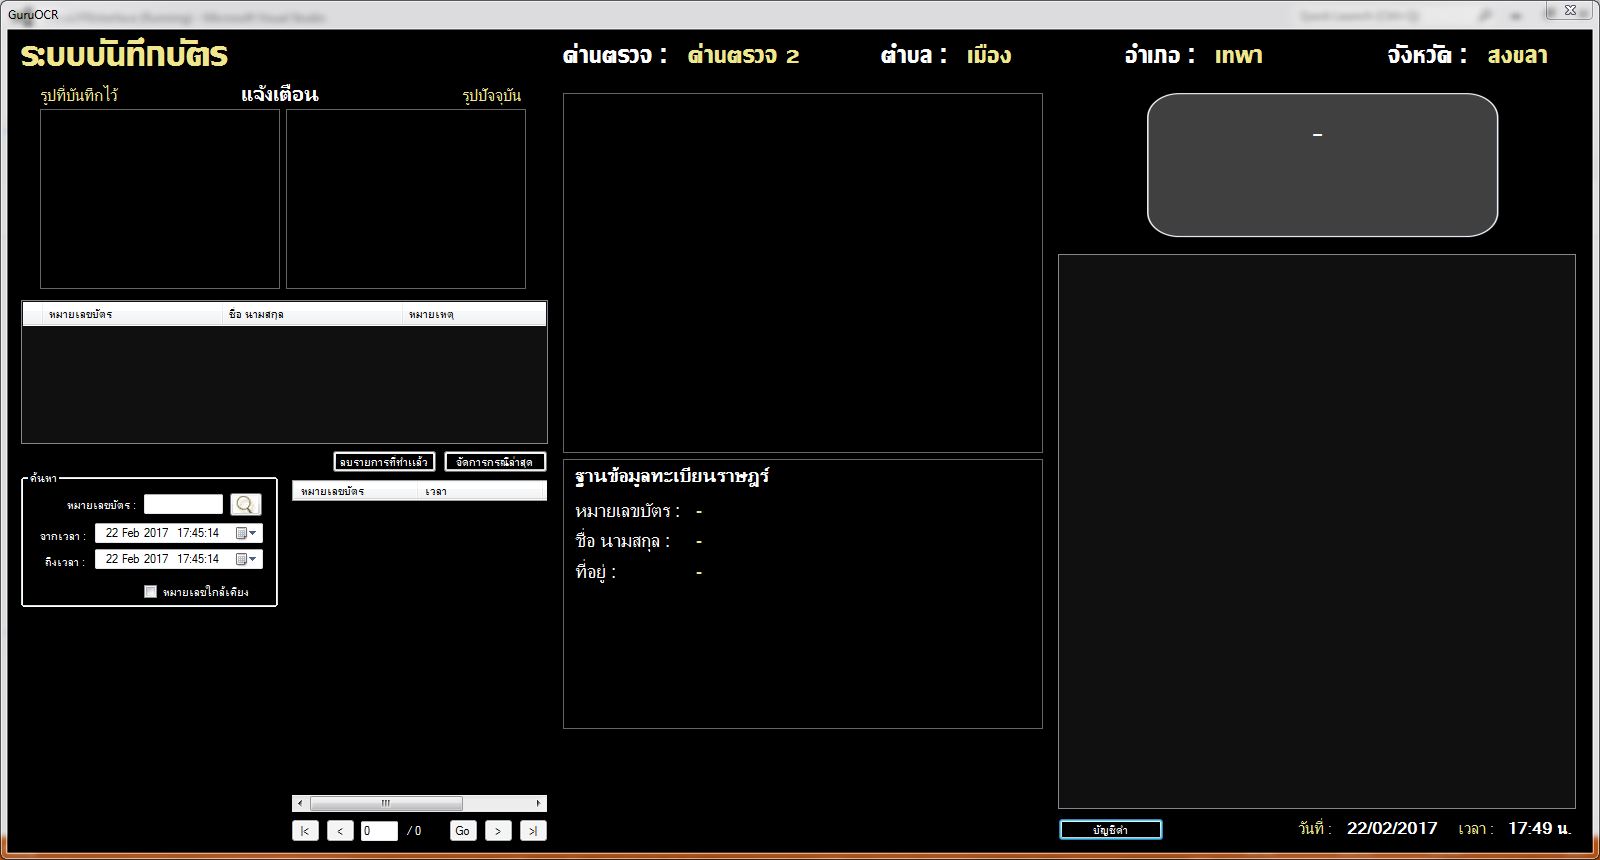 GuruOCR
ระบบบันทึกบัตร
ด่านตรวจ : ด่านตรวจ 2 ตำบล : เมือง อำเภอ : เทพา จังหวัด : สงขลา
รูปที่บันทึกไว้ แจ้งเตือน รูปปัจจุบัน
-
หมายเลขบัตร ชื่อ นามสกุล หมายเหตุ
ลบรายการที่ทำแล้ว จัดการกรณีล่าสุด
ค้นหา
หมายเลขบัตร :
จากเวลา : 22 Feb 2017 17:45:14
ถึงเวลา : 22 Feb 2017 17:45:14
หมายเลขใกล้เคียง
หมายเลขบัตร เวลา
|< < 0 / 0 Go > >|
ฐานข้อมูลทะเบียนราษฎร์
หมายเลขบัตร : -
ชื่อ นามสกุล : -
ที่อยู่ : -
บัญชีดำ
วันที่ : 22/02/2017 เวลา : 17:49 น.